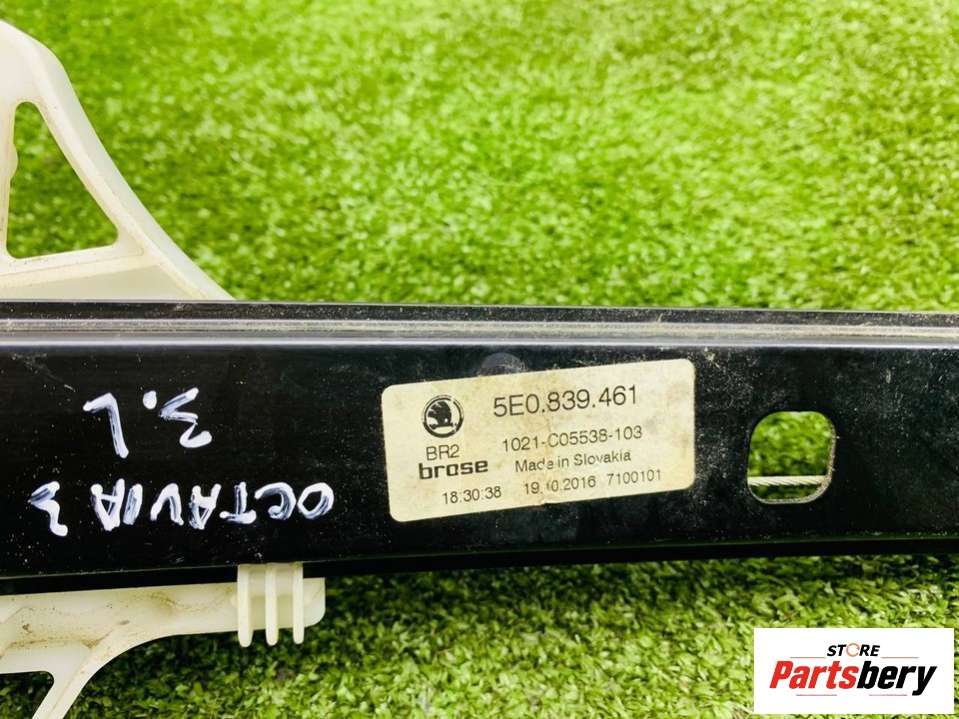 5E0.839.461
1021-C05538-103
BR2
Made in Slovakia
brose
18:30:38 19.10.2016 7100101
OCTAVIA 3
3.L
STORE
Partsbery